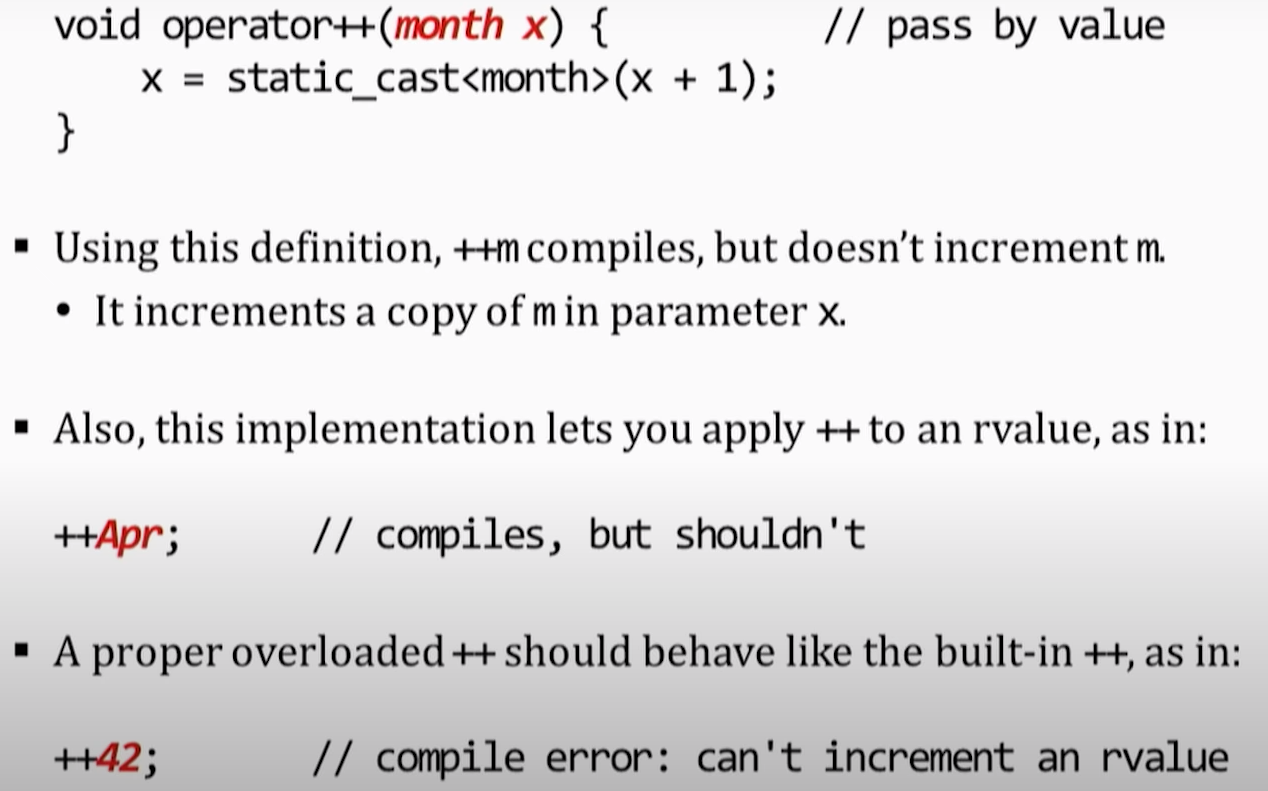 void operator++(month x) {          // pass by value
    x = static_cast<month>(x + 1);
}
▪ Using this definition, ++m compiles, but doesn’t increment m.
• It increments a copy of m in parameter x.
▪ Also, this implementation lets you apply ++ to an rvalue, as in:
++Apr;      // compiles, but shouldn't
▪ A proper overloaded ++ should behave like the built-in ++, as in:
++42;       // compile error: can't increment an rvalue